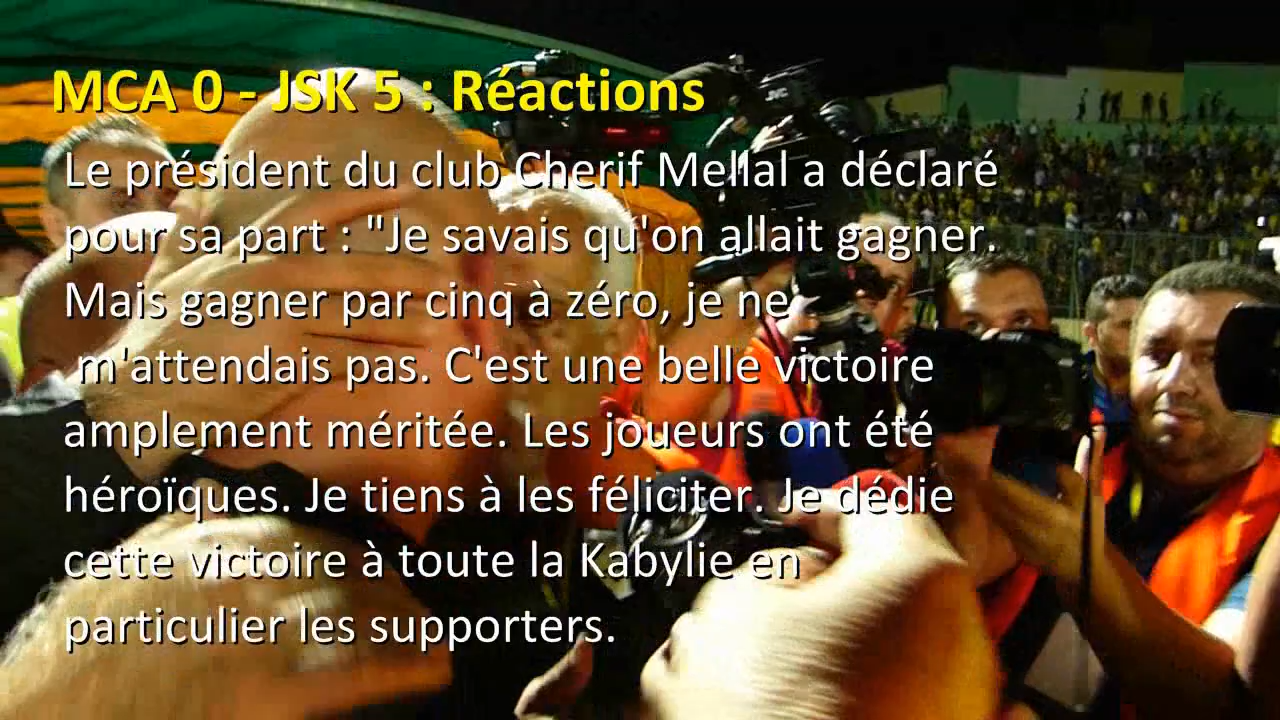 MCA 0 - JSK 5 : Réactions
Le président du club Cherif Mellal a déclaré
pour sa part : "Je savais qu'on allait gagner.
Mais gagner par cinq à zéro, je ne
m'attendais pas. C'est une belle victoire
amplement méritée. Les joueurs ont été
héroïques. Je tiens à les féliciter. Je dédie
cette victoire à toute la Kabylie en
particulier les supporters.
JVC